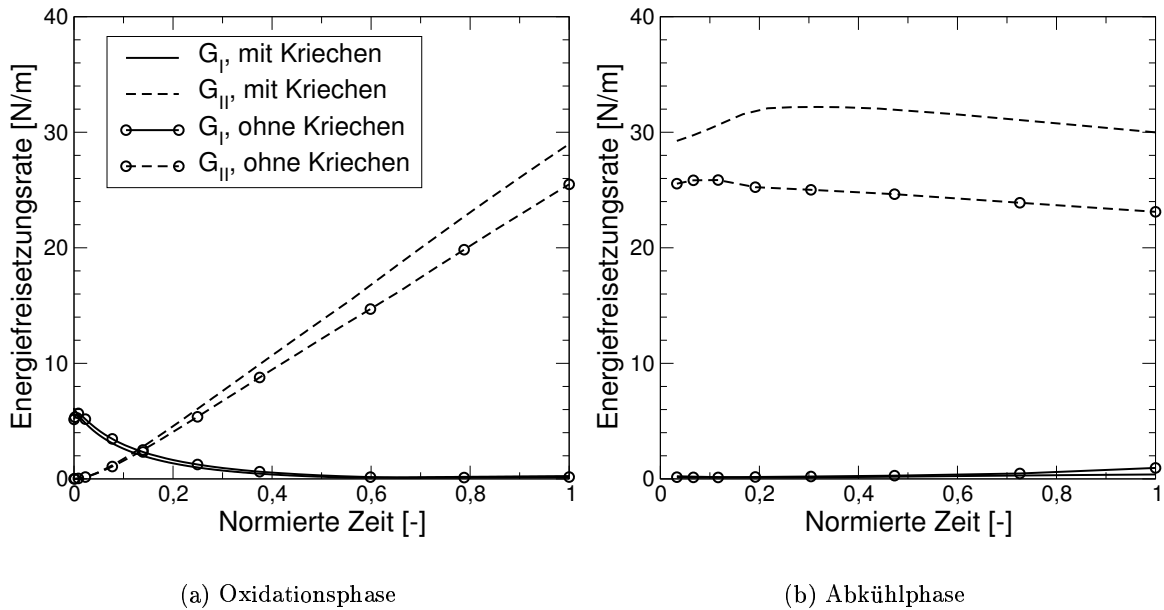 40
30
20
10
0
Energiefreisetzungsrate [N/m]
G_I, mit Kriechen
G_II, mit Kriechen
G_I, ohne Kriechen
G_II, ohne Kriechen
0 0,2 0,4 0,6 0,8 1
Normierte Zeit [-]
(a) Oxidationsphase
40
30
20
10
0
Energiefreisetzungsrate [N/m]
0 0,2 0,4 0,6 0,8 1
Normierte Zeit [-]
(b) Abkühlphase